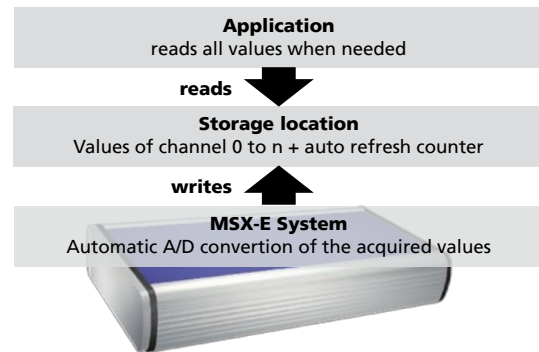 Application
reads all values when needed
reads
Storage location
Values of channel 0 to n + auto refresh counter
writes
MSX-E System
Automatic A/D convertion of the acquired values